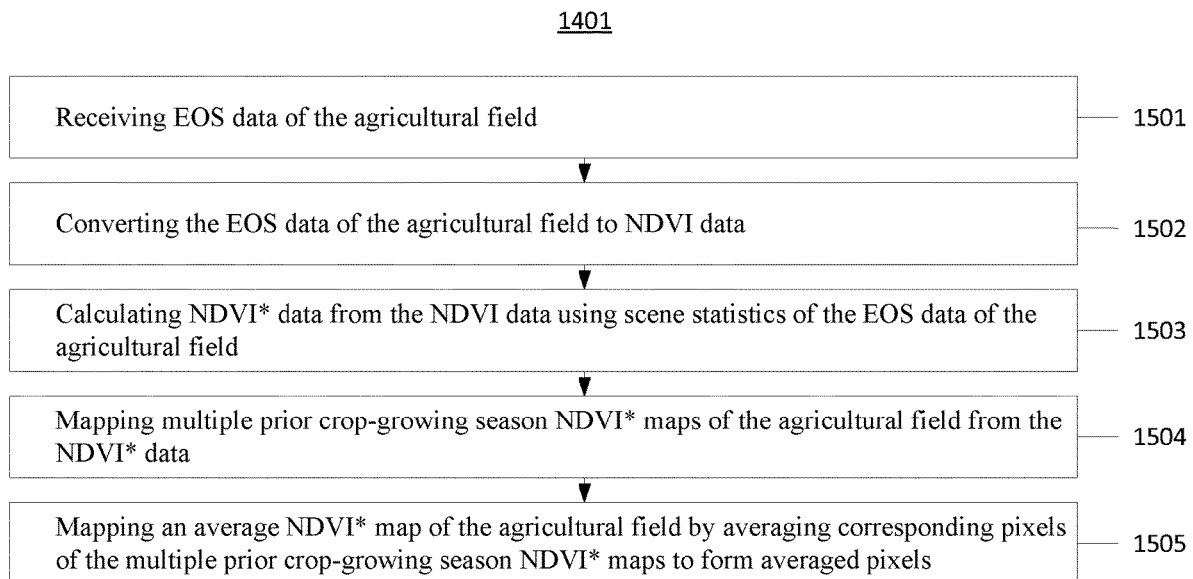 1401
Receiving EOS data of the agricultural field
1501
Converting the EOS data of the agricultural field to NDVI data
1502
Calculating NDVI* data from the NDVI data using scene statistics of the EOS data of the
agricultural field
1503
Mapping multiple prior crop-growing season NDVI* maps of the agricultural field from the
NDVI* data
1504
Mapping an average NDVI* map of the agricultural field by averaging corresponding pixels
of the multiple prior crop-growing season NDVI* maps to form averaged pixels
1505